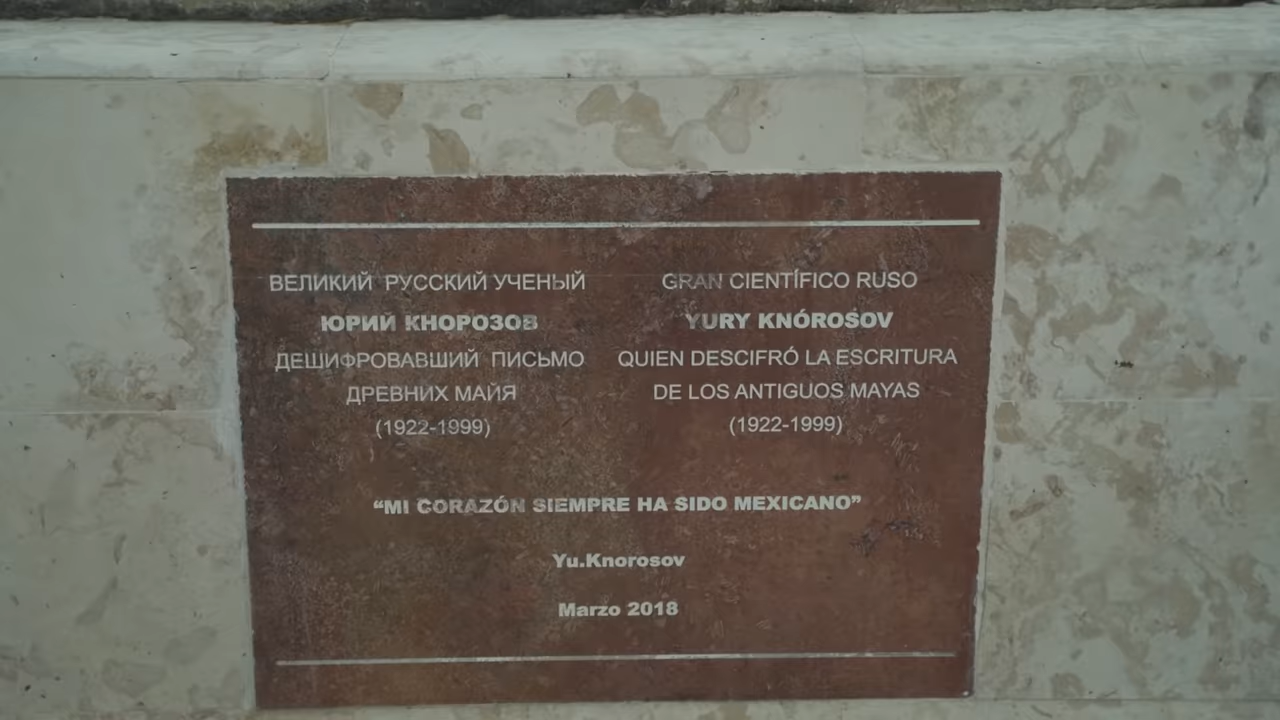 ВЕЛИКИЙ РУССКИЙ УЧЕНЫЙ
ЮРИЙ КНОРОЗОВ
ДЕШИФРОВАВШИЙ ПИСЬМО
ДРЕВНИХ МАЙЯ
(1922-1999)
GRAN CIENTÍFICO RUSO
YURY KNÓROSOV
QUIEN DESCIFRÓ LA ESCRITURA
DE LOS ANTIGUOS MAYAS
(1922-1999)
“MI CORAZÓN SIEMPRE HA SIDO MEXICANO”
Yu.Knorosov
Marzo 2018